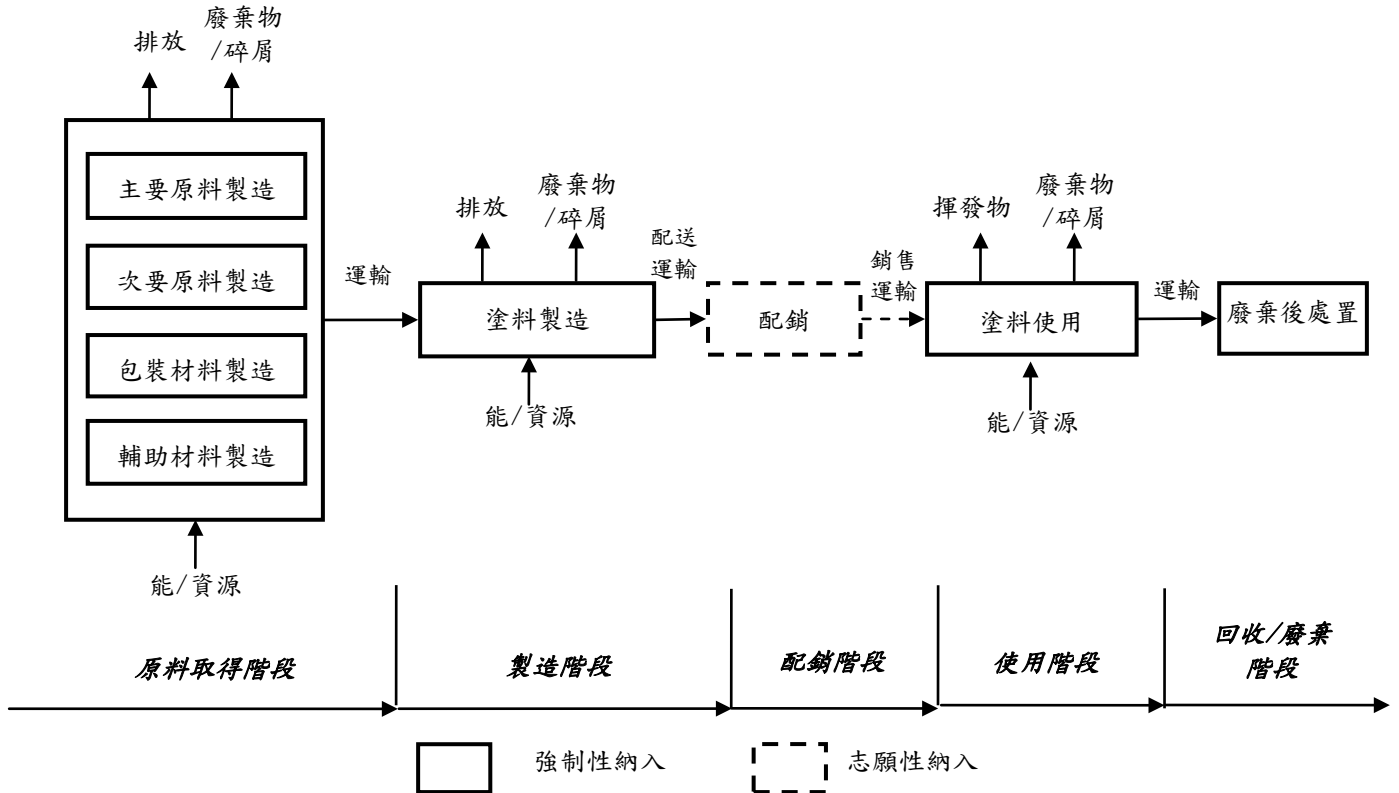 排放
廢棄物
/碎屑
主要原料製造
次要原料製造
包裝材料製造
輔助材料製造
能/資源
運輸
排放
廢棄物
/碎屑
塗料製造
能/資源
配送
運輸
配銷
銷售
運輸
揮發物
廢棄物
/碎屑
塗料使用
能/資源
運輸
廢棄後處置
原料取得階段
製造階段
配銷階段
使用階段
回收/廢棄
階段
強制性納入
志願性納入